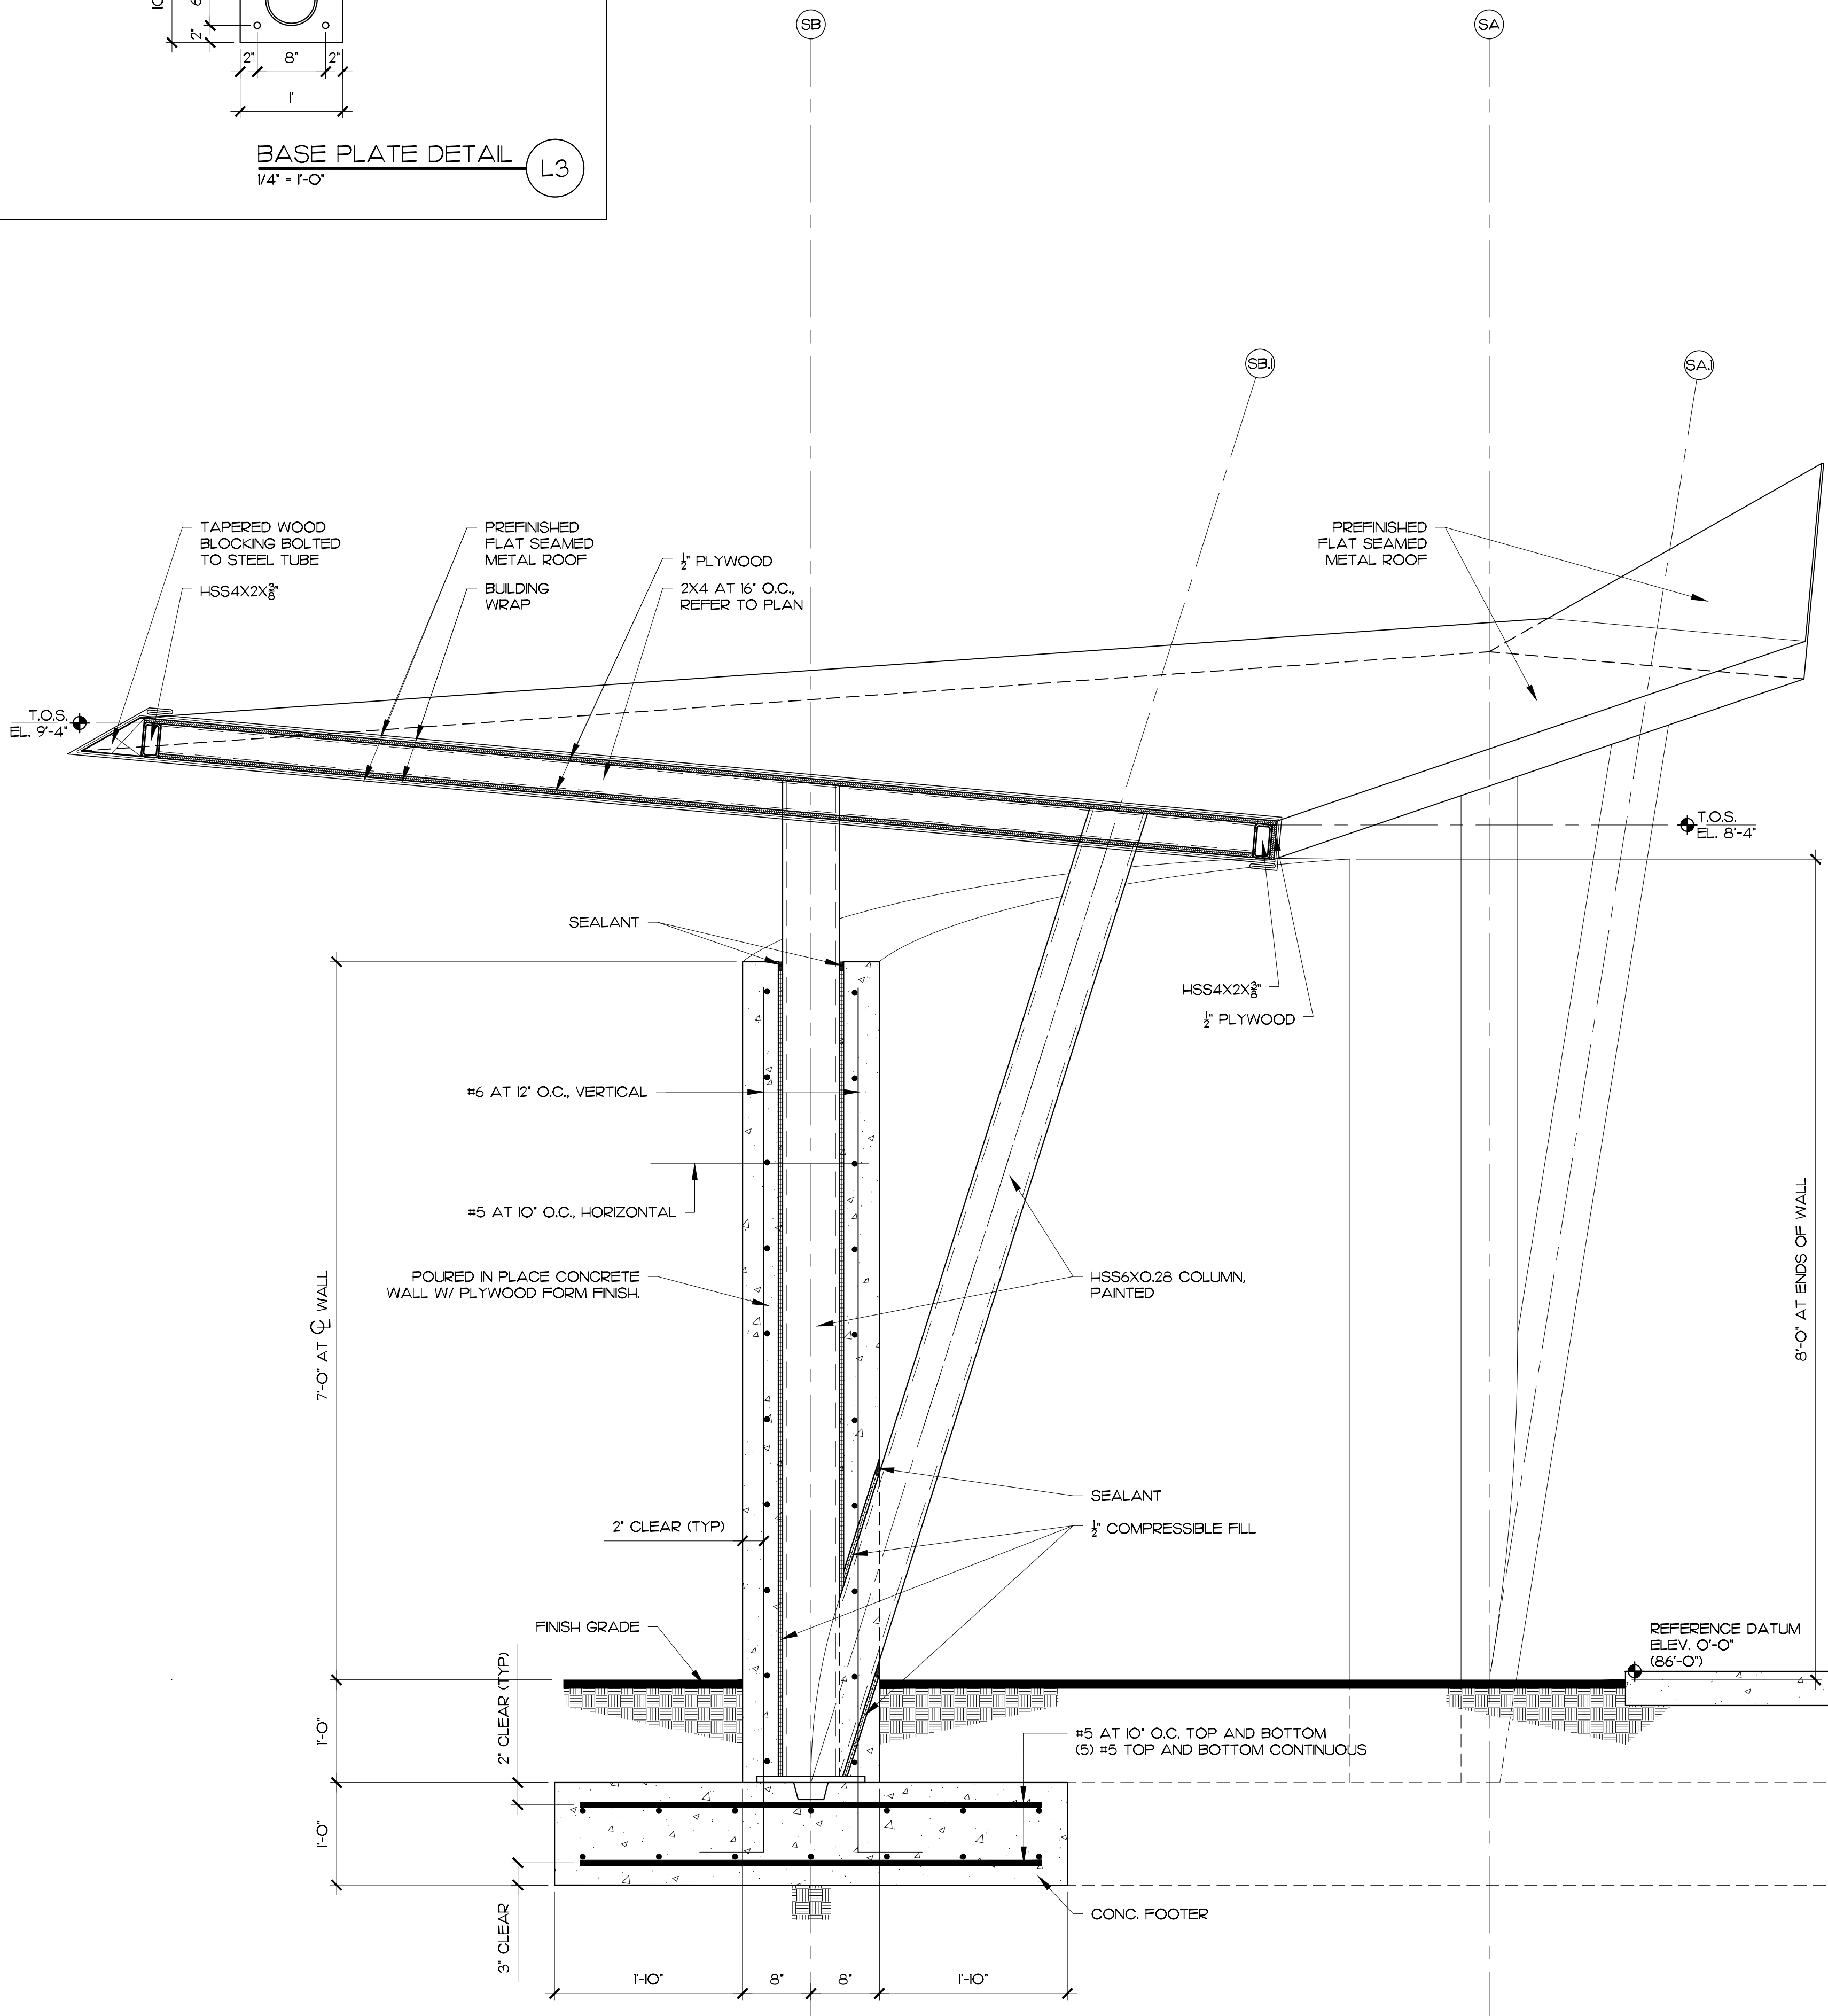 10
6
2"
2"
8"
2"
1'
BASE PLATE DETAIL
1/4" = 1'-0"
L3
SB
SA
SB.1
SA.1
TAPERED WOOD
BLOCKING BOLTED
TO STEEL TUBE
HSS4X2X3/8"
PREFINISHED
FLAT SEAMED
METAL ROOF
BUILDING
WRAP
1/2" PLYWOOD
2X4 AT 16" O.C.,
REFER TO PLAN
PREFINISHED
FLAT SEAMED
METAL ROOF
T.O.S.
EL. 9'-4"
T.O.S.
EL. 8'-4"
SEALANT
HSS4X2X3/8"
1/2" PLYWOOD
#6 AT 12" O.C., VERTICAL
#5 AT 10" O.C., HORIZONTAL
POURED IN PLACE CONCRETE
WALL W/ PLYWOOD FORM FINISH.
HSS6X0.28 COLUMN,
PAINTED
7'-0" AT ℄ WALL
8'-0" AT ENDS OF WALL
SEALANT
1/2" COMPRESSIBLE FILL
2" CLEAR (TYP)
FINISH GRADE
REFERENCE DATUM
ELEV. 0'-0"
(86'-0")
2" CLEAR (TYP)
1'-0"
#5 AT 10" O.C. TOP AND BOTTOM
(5) #5 TOP AND BOTTOM CONTINUOUS
1'-0"
3" CLEAR
CONC. FOOTER
1'-10"
8"
8"
1'-10"